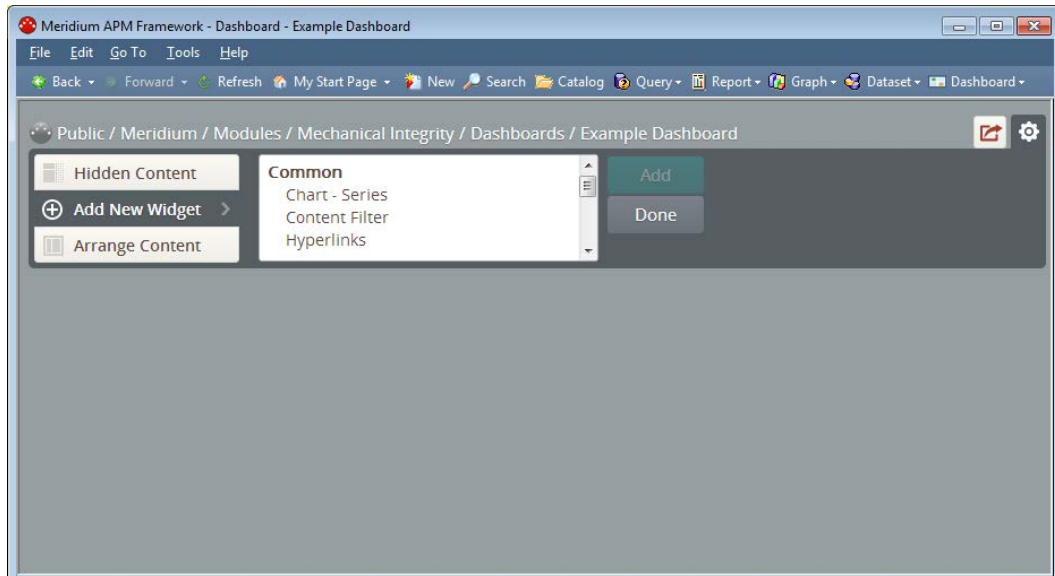 Meridium APM Framework - Dashboard - Example Dashboard
File Edit Go To Tools Help
Back Forward Refresh My Start Page New Search Catalog Query Report Graph Dataset Dashboard
Public / Meridium / Modules / Mechanical Integrity / Dashboards / Example Dashboard
Hidden Content
Common
Add
Chart - Series
Add New Widget
Content Filter
Done
Hyperlinks
Arrange Content